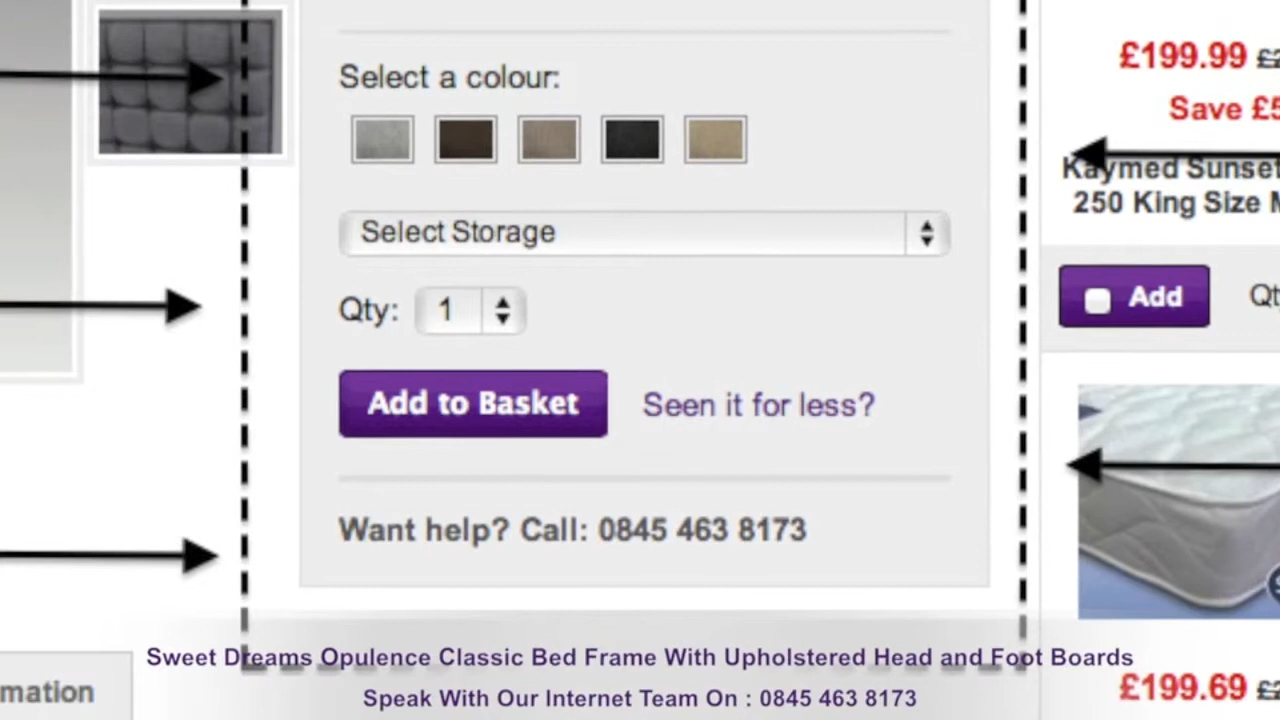 Select a colour:
Select Storage
Qty: 1
Add to Basket
Seen it for less?
Want help? Call: 0845 463 8173
£199.99
Save
Kaymed Sunset
250 King Size
Add
£199.69
Sweet Dreams Opulence Classic Bed Frame With Upholstered Head and Foot Boards
Speak With Our Internet Team On : 0845 463 8173